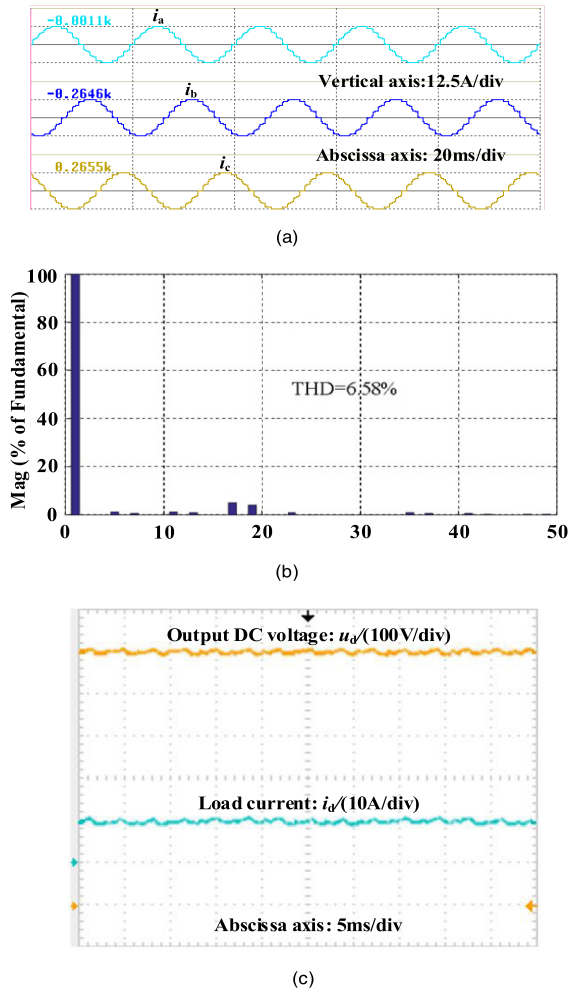 -0.0011k
ia
Vertical axis:12.5A/div
-0.2646k
ib
Abscissa axis: 20ms/div
0.2655k
ic
(a)
Mag (% of Fundamental)
100
80
60
40
20
0
THD=6.58%
0 10 20 30 40 50
(b)
Output DC voltage: ud/(100V/div)
Load current: id/(10A/div)
Abscissa axis: 5ms/div
(c)